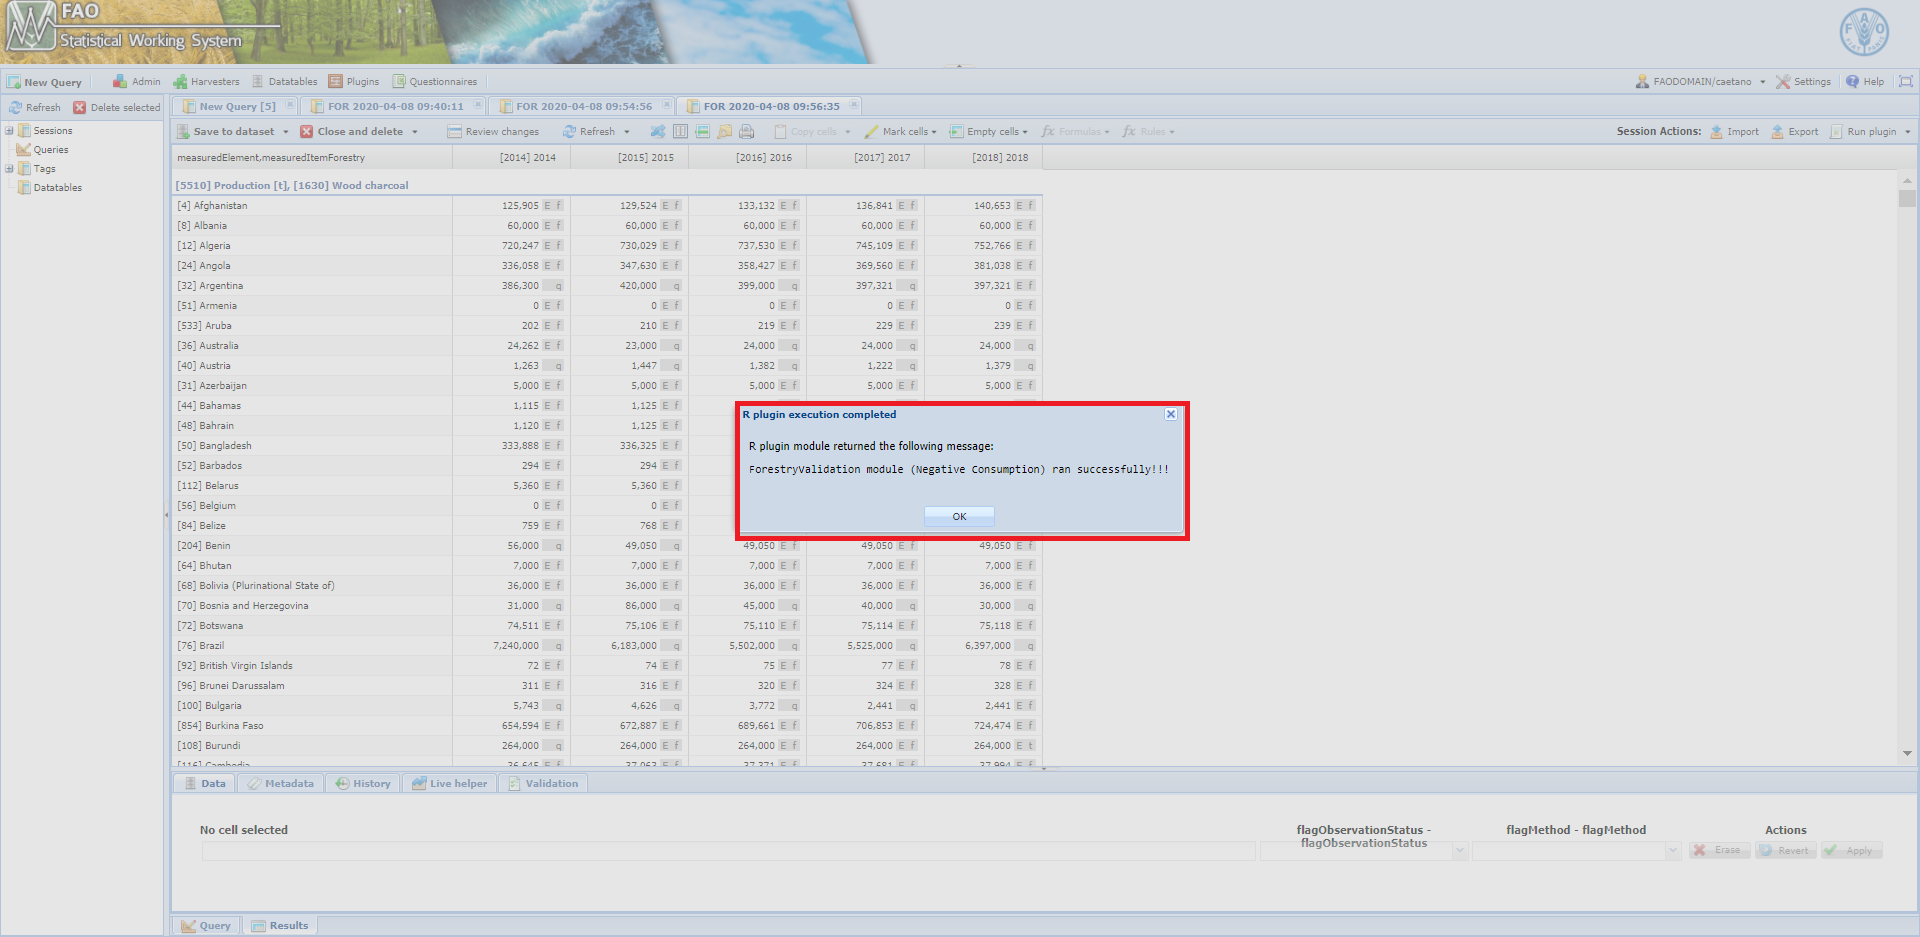 FAO
Statistical Working System
New Query
Admin
Harvesters
Datatables
Plugins
Questionnaires
FAODOMAIN/caetano
Settings
Help
Refresh
Delete selected
New Query [5]
FOR 2020-04-08 09:40:11
FOR 2020-04-08 09:54:56
FOR 2020-04-08 09:56:35
Sessions
Queries
Tags
Datatables
Save to dataset
Close and delete
Review changes
Refresh
Copy cells
Mark cells
Empty cells
fx Formulas
fx Rules
Session Actions:
Import
Export
Run plugin
measuredElement,measuredItemForestry [2014] 2014 [2015] 2015 [2016] 2016 [2017] 2017 [2018] 2018
[5510] Production [t], [1630] Wood charcoal
[4] Afghanistan 125,905 E f 129,524 E f 133,132 E f 136,841 E f 140,653 E f
[8] Albania 60,000 E f 60,000 E f 60,000 E f 60,000 E f 60,000 E f
[12] Algeria 720,247 E f 730,029 E f 737,530 E f 745,109 E f 752,766 E f
[24] Angola 336,058 E f 347,630 E f 358,427 E f 369,560 E f 381,038 E f
[32] Argentina 386,300 q 420,000 q 399,000 q 397,321 q 397,321 E f
[51] Armenia 0 E f 0 E f 0 E f 0 E f 0 E f
[533] Aruba 202 E f 210 E f 219 E f 229 E f 239 E f
[36] Australia 24,262 E f 23,000 q 24,000 q 24,000 q 24,000 q
[40] Austria 1,263 q 1,447 q 1,382 q 1,222 q 1,379 q
[31] Azerbaijan 5,000 E f 5,000 E f 5,000 E f 5,000 E f 5,000 E f
[44] Bahamas 1,115 E f 1,125 E f
[48] Bahrain 1,120 E f 1,125 E f
[50] Bangladesh 333,888 E f 336,325 E f
[52] Barbados 294 E f 294 E f
[112] Belarus 5,360 E f 5,360 E f
[56] Belgium 0 E f 0 E f
[84] Belize 759 E f 768 E f
R plugin execution completed
R plugin module returned the following message:
ForestryValidation module (Negative Consumption) ran successfully!!!
OK
[204] Benin 56,000 q 49,050 q 49,050 E f 49,050 E f 49,050 E f
[64] Bhutan 7,000 E f 7,000 E f 7,000 E f 7,000 E f 7,000 E f
[68] Bolivia (Plurinational State of) 36,000 E f 36,000 E f 36,000 E f 36,000 E f 36,000 E f
[70] Bosnia and Herzegovina 31,000 q 86,000 q 45,000 q 40,000 q 30,000 q
[72] Botswana 74,511 E f 75,106 E f 75,110 E f 75,114 E f 75,118 E f
[76] Brazil 7,240,000 q 6,183,000 q 5,502,000 q 5,525,000 q 6,397,000 q
[92] British Virgin Islands 72 E f 74 E f 75 E f 77 E f 78 E f
[96] Brunei Darussalam 311 E f 316 E f 320 E f 324 E f 328 E f
[100] Bulgaria 5,743 q 4,626 q 3,772 q 2,441 q 2,441 E f
[854] Burkina Faso 654,594 E f 672,887 E f 689,661 E f 706,853 E f 724,474 E f
[108] Burundi 264,000 q 264,000 E f 264,000 E f 264,000 E f 264,000 E t
[116] Cambodia 36,645 E f 37,063 E f 37,371 E f 37,681 E f 37,994 E f
Data
Metadata
History
Live helper
Validation
No cell selected
flagObservationStatus -
flagObservationStatus
flagMethod - flagMethod
Actions
Erase
Revert
Apply
Query
Results